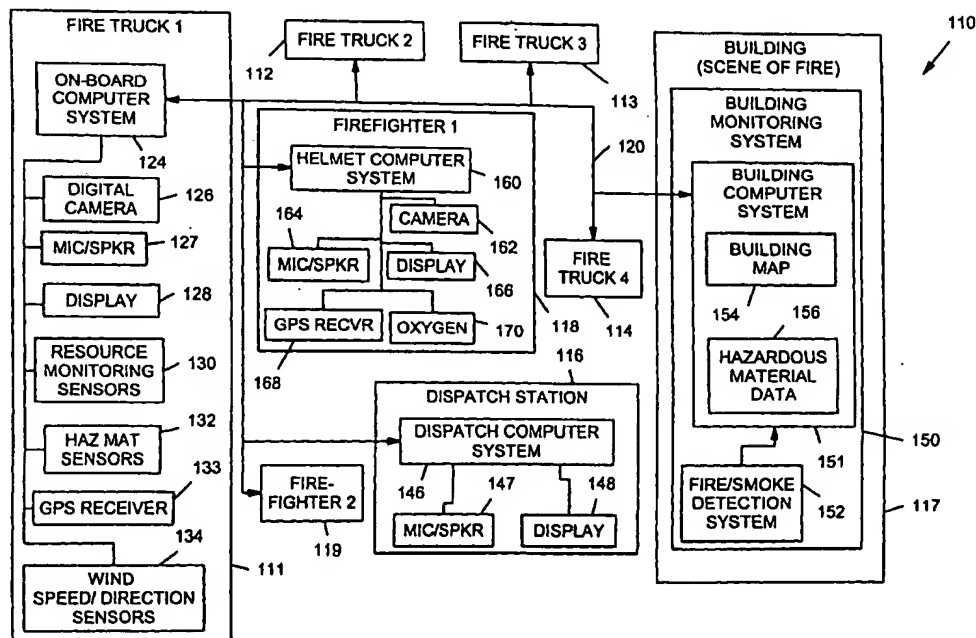 FIRE TRUCK 1
ON-BOARD
COMPUTER
SYSTEM
124
DIGITAL
CAMERA
126
MIC/SPKR
127
DISPLAY
128
RESOURCE
MONITORING
SENSORS
130
HAZ MAT
SENSORS
132
GPS RECEIVER
133
134
WIND
SPEED/ DIRECTION
SENSORS
111
FIRE TRUCK 2
112
FIRE TRUCK 3
113
110
FIREFIGHTER 1
HELMET COMPUTER
SYSTEM
160
CAMERA
162
164
MIC/SPKR
DISPLAY
166
GPS RECVR
168
OXYGEN
170
118
120
FIRE
TRUCK 4
114
116
DISPATCH STATION
DISPATCH COMPUTER
SYSTEM
146
147
148
MIC/SPKR
DISPLAY
FIRE-
FIGHTER 2
119
BUILDING
(SCENE OF FIRE)
BUILDING
MONITORING
SYSTEM
BUILDING
COMPUTER
SYSTEM
BUILDING
MAP
154
156
HAZARDOUS
MATERIAL
DATA
151
150
FIRE/SMOKE
DETECTION
SYSTEM
152
117